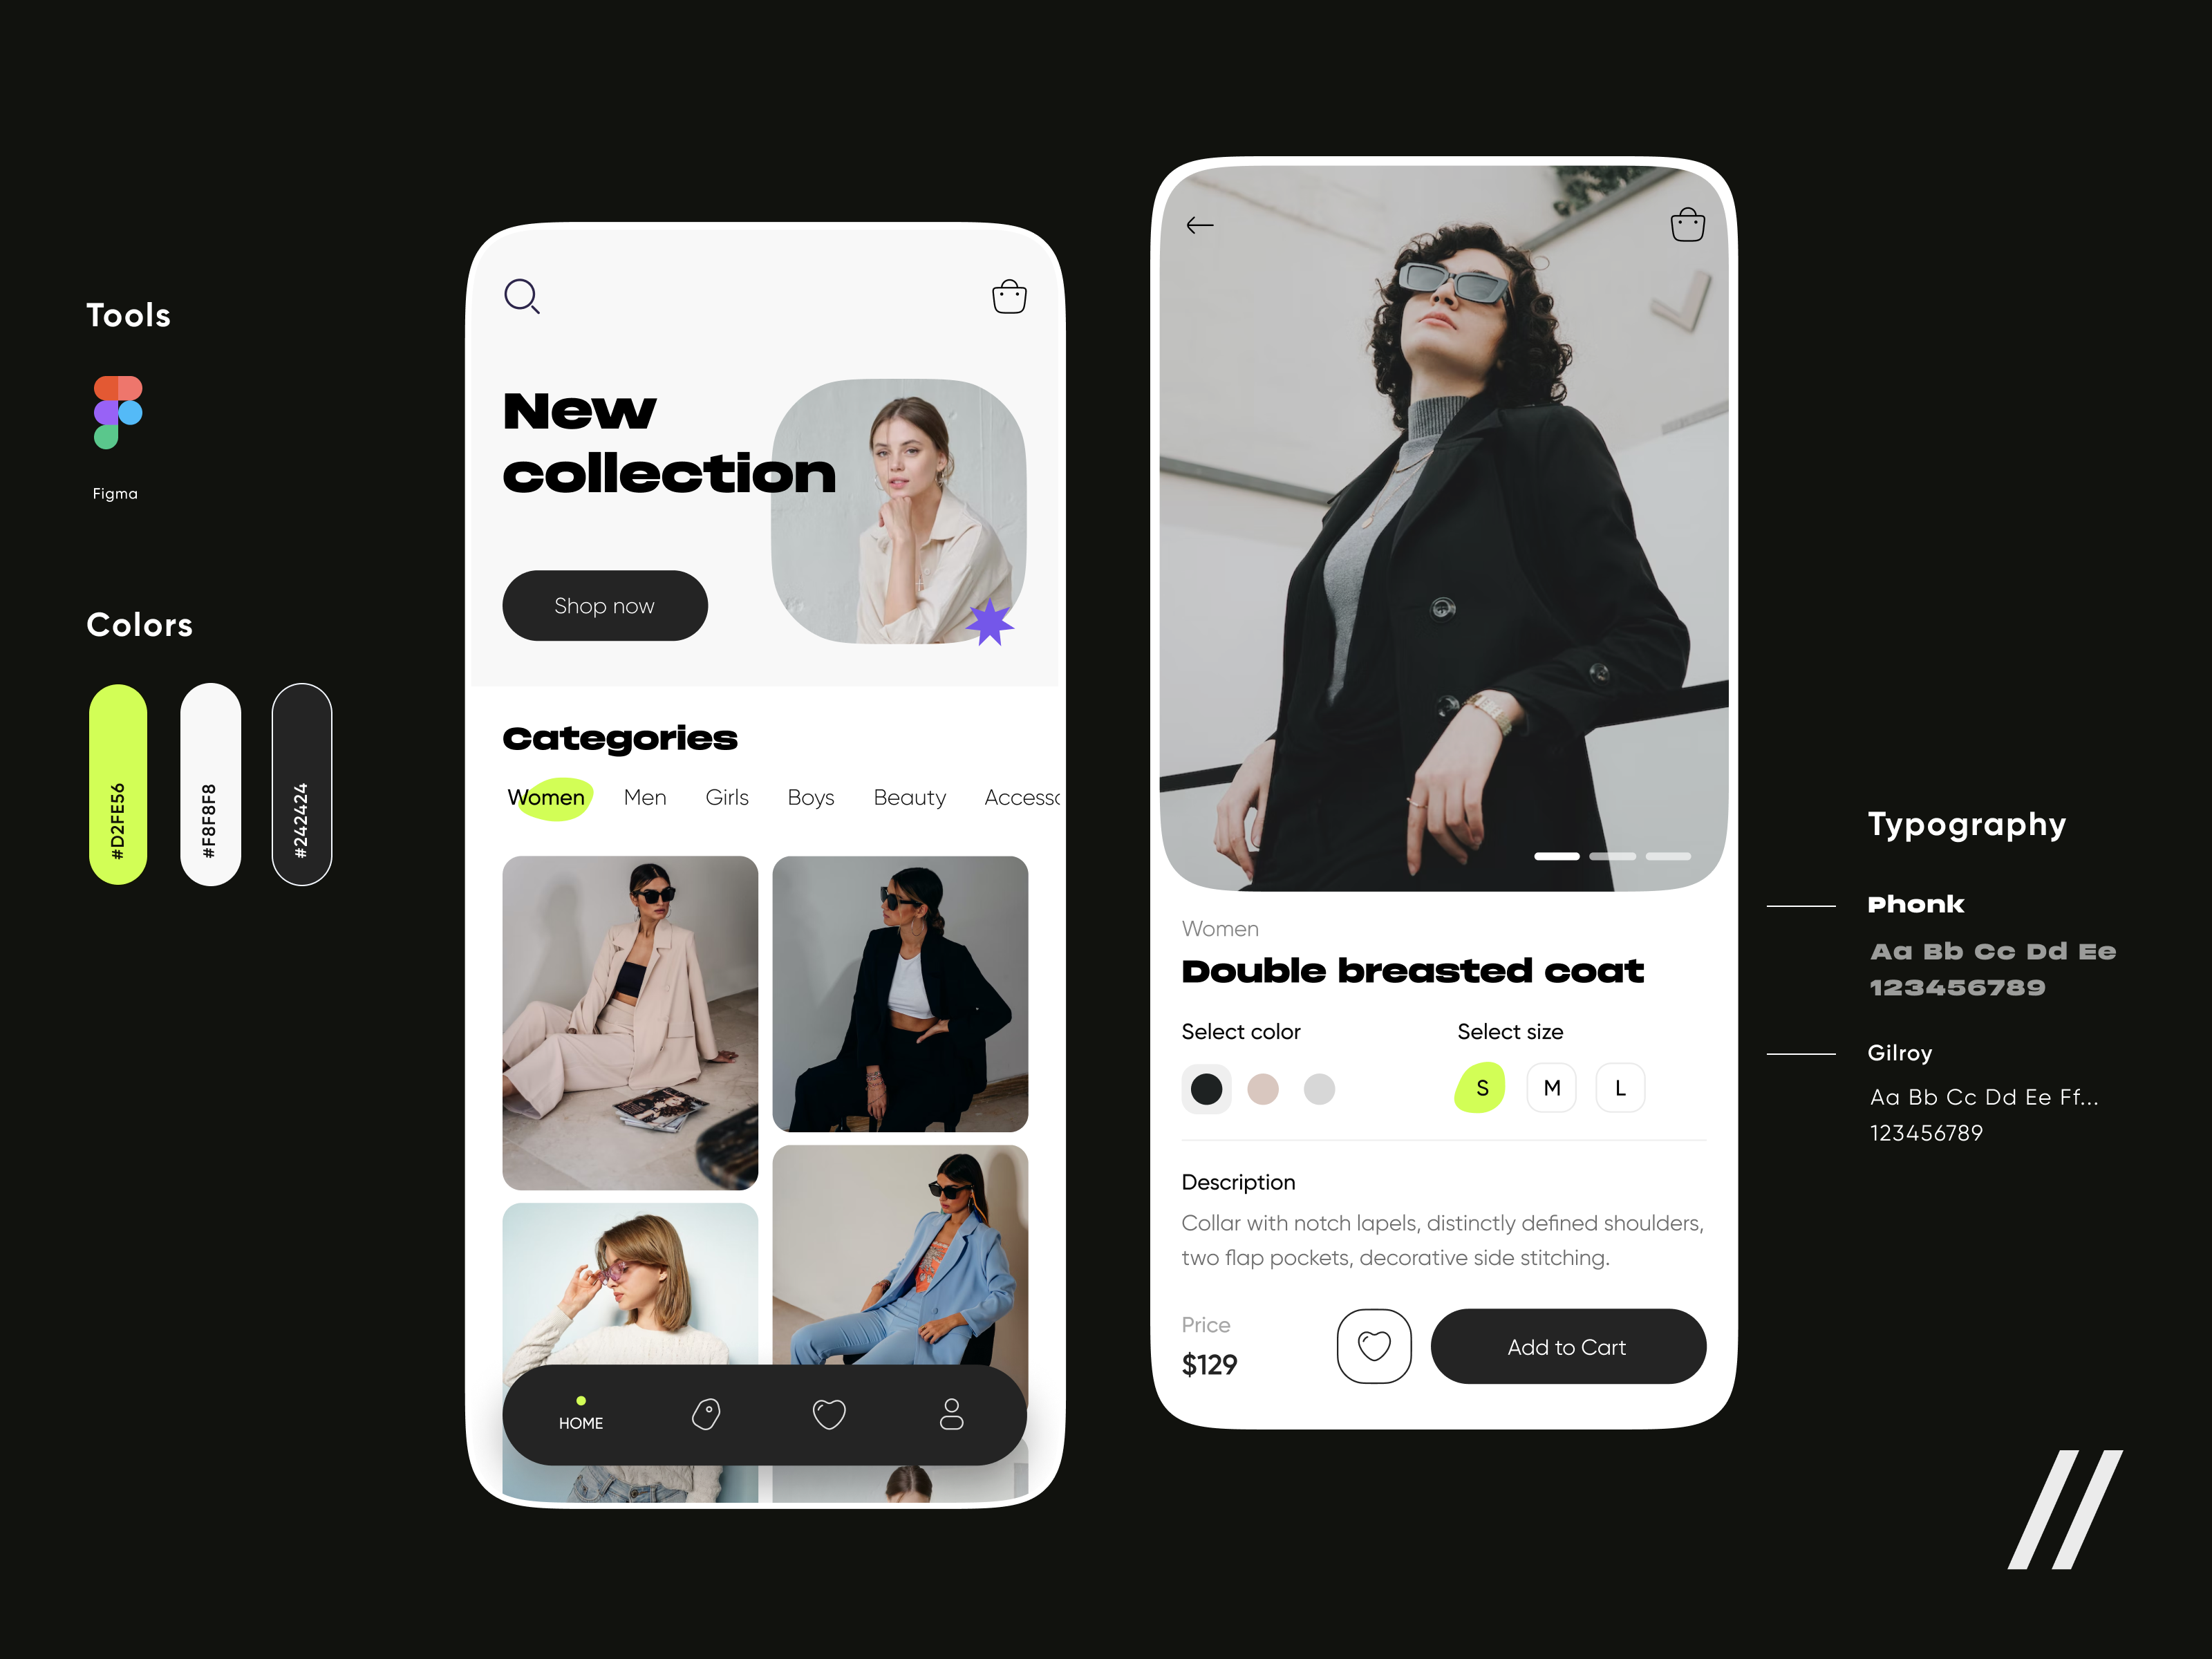 Tools
Figma
Colors
#D2FE56
#F8F8F8
#242424
New
collection
Shop now
Categories
Women Men Girls Boys Beauty Accesso
HOME
Women
Double breasted coat
Select color
Select size
S M L
Description
Collar with notch lapels, distinctly defined shoulders,
two flap pockets, decorative side stitching.
Price
$129
Add to Cart
Typography
Phonk
Aa Bb Cc Dd Ee
123456789
Gilroy
Aa Bb Cc Dd Ee Ff...
123456789